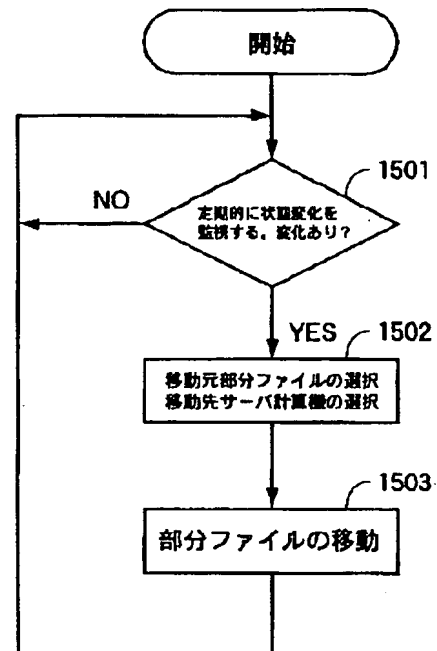 開始
1501
NO
定期的に状態変化を
監視する。変化あり?
YES
1502
移動元部分ファイルの選択
移動先サーバ計算機の選択
1503
部分ファイルの移動